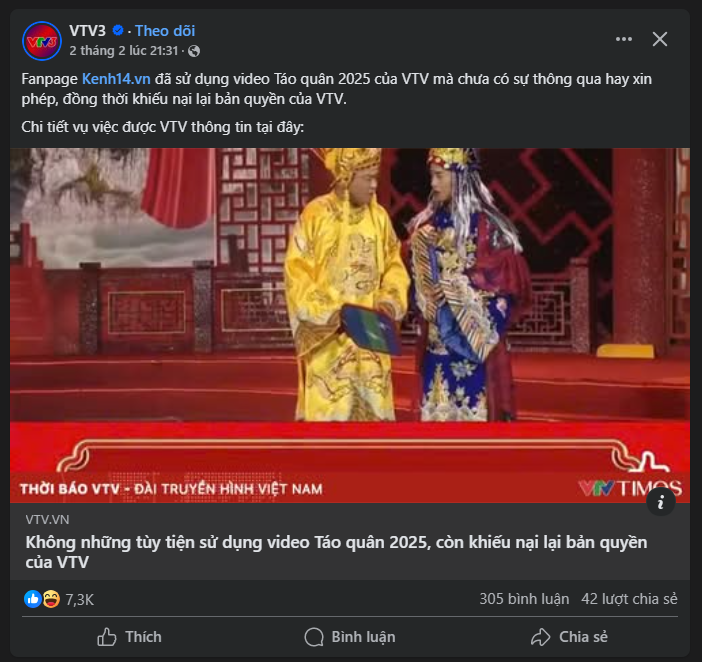 VTV3 · Theo dõi
2 tháng 2 lúc 21:31 ·
Fanpage Kenh14.vn đã sử dụng video Táo quân 2025 của VTV mà chưa có sự thông qua hay xin
phép, đồng thời khiếu nại lại bản quyền của VTV.
Chi tiết vụ việc được VTV thông tin tại đây:
THỜI BÁO VTV - ĐÀI TRUYỀN HÌNH VIỆT NAM
VTV TIMES
VTV.VN
Không những tùy tiện sử dụng video Táo quân 2025, còn khiếu nại lại bản quyền
của VTV
7,3K
305 bình luận 42 lượt chia sẻ
Thích Bình luận Chia sẻ